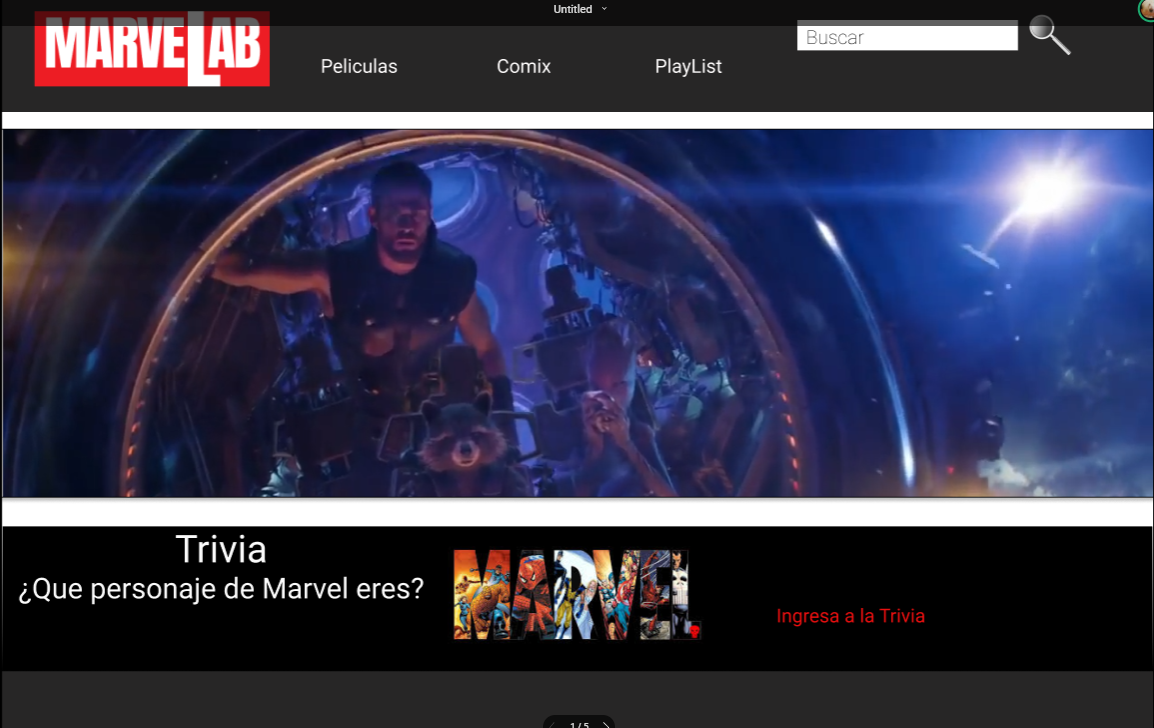 Untitled
MARVELAB
Buscar
Peliculas
Comix
PlayList
Trivia
¿Que personaje de Marvel eres?
MARVEL
Ingresa a la Trivia
1 / 5